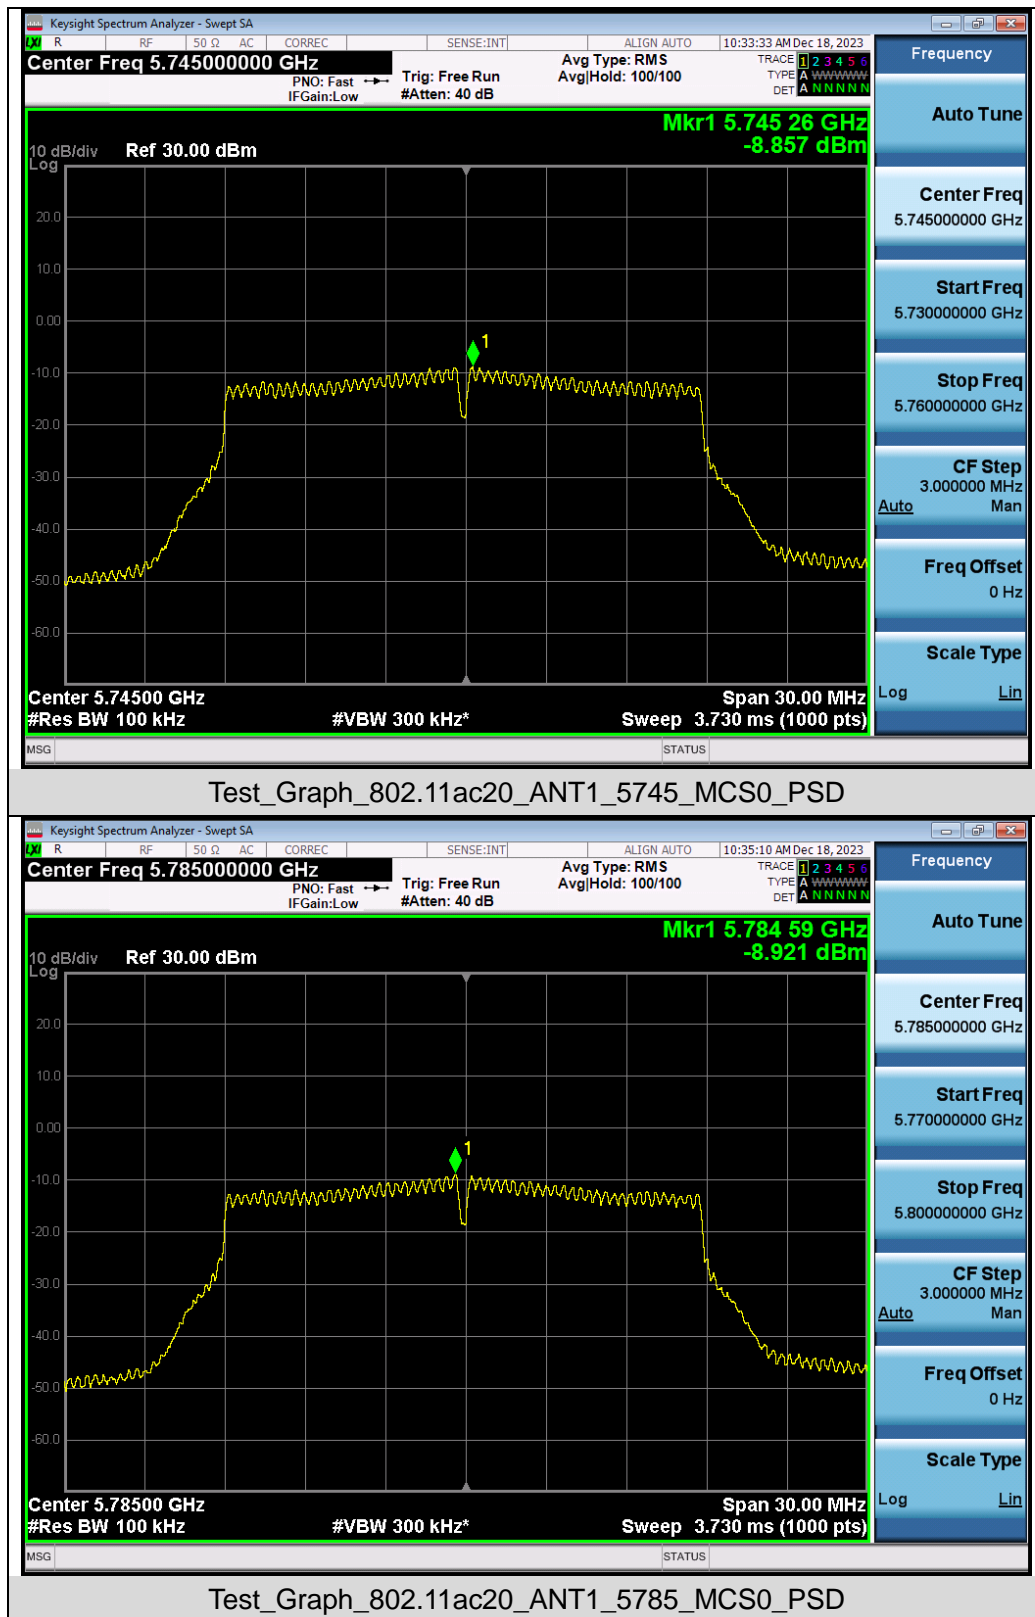 Keysight Spectrum Analyzer - Swept SA
LXI R RF 50 Ω AC CORREC SENSE:INT ALIGN AUTO 10:33:33 AM Dec 18, 2023
Center Freq 5.745000000 GHz
PNO: Fast
IFGain:Low
Trig: Free Run
#Atten: 40 dB
Avg Type: RMS
Avg|Hold: 100/100
TRACE 1 2 3 4 5 6
TYPE A WWWWW
DET A N N N N N
Mkr1 5.745 26 GHz
-8.857 dBm
10 dB/div Ref 30.00 dBm
Log
20.0
10.0
0.00
-10.0
-20.0
-30.0
-40.0
-50.0
-60.0
1
Center 5.74500 GHz Span 30.00 MHz
#Res BW 100 kHz #VBW 300 kHz* Sweep 3.730 ms (1000 pts)
MSG STATUS
Frequency
Auto Tune
Center Freq
5.745000000 GHz
Start Freq
5.730000000 GHz
Stop Freq
5.760000000 GHz
CF Step
3.000000 MHz
Auto Man
Freq Offset
0 Hz
Scale Type
Log Lin
Test_Graph_802.11ac20_ANT1_5745_MCS0_PSD
Keysight Spectrum Analyzer - Swept SA
LXI R RF 50 Ω AC CORREC SENSE:INT ALIGN AUTO 10:35:10 AM Dec 18, 2023
Center Freq 5.785000000 GHz
PNO: Fast
IFGain:Low
Trig: Free Run
#Atten: 40 dB
Avg Type: RMS
Avg|Hold: 100/100
TRACE 1 2 3 4 5 6
TYPE A WWWWW
DET A N N N N N
Mkr1 5.784 59 GHz
-8.921 dBm
10 dB/div Ref 30.00 dBm
Log
20.0
10.0
0.00
-10.0
-20.0
-30.0
-40.0
-50.0
-60.0
1
Center 5.78500 GHz Span 30.00 MHz
#Res BW 100 kHz #VBW 300 kHz* Sweep 3.730 ms (1000 pts)
MSG STATUS
Frequency
Auto Tune
Center Freq
5.785000000 GHz
Start Freq
5.770000000 GHz
Stop Freq
5.800000000 GHz
CF Step
3.000000 MHz
Auto Man
Freq Offset
0 Hz
Scale Type
Log Lin
Test_Graph_802.11ac20_ANT1_5785_MCS0_PSD